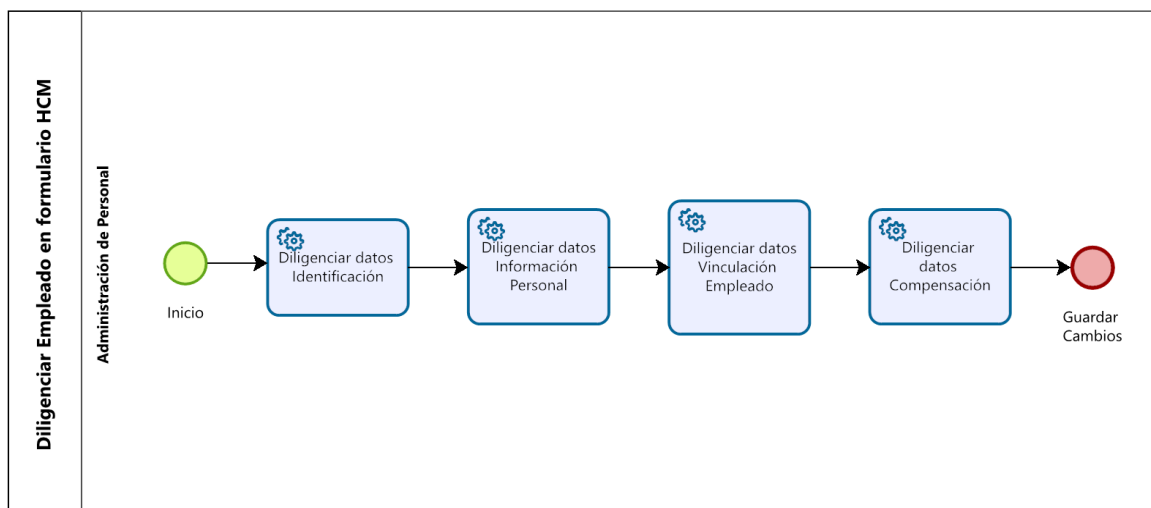 Diligenciar Empleado en formulario HCM
Administración de Personal
Inicio
Diligenciar datos
Identificación
Diligenciar datos
Información
Personal
Diligenciar datos
Vinculación
Empleado
Diligenciar
datos
Compensación
Guardar
Cambios